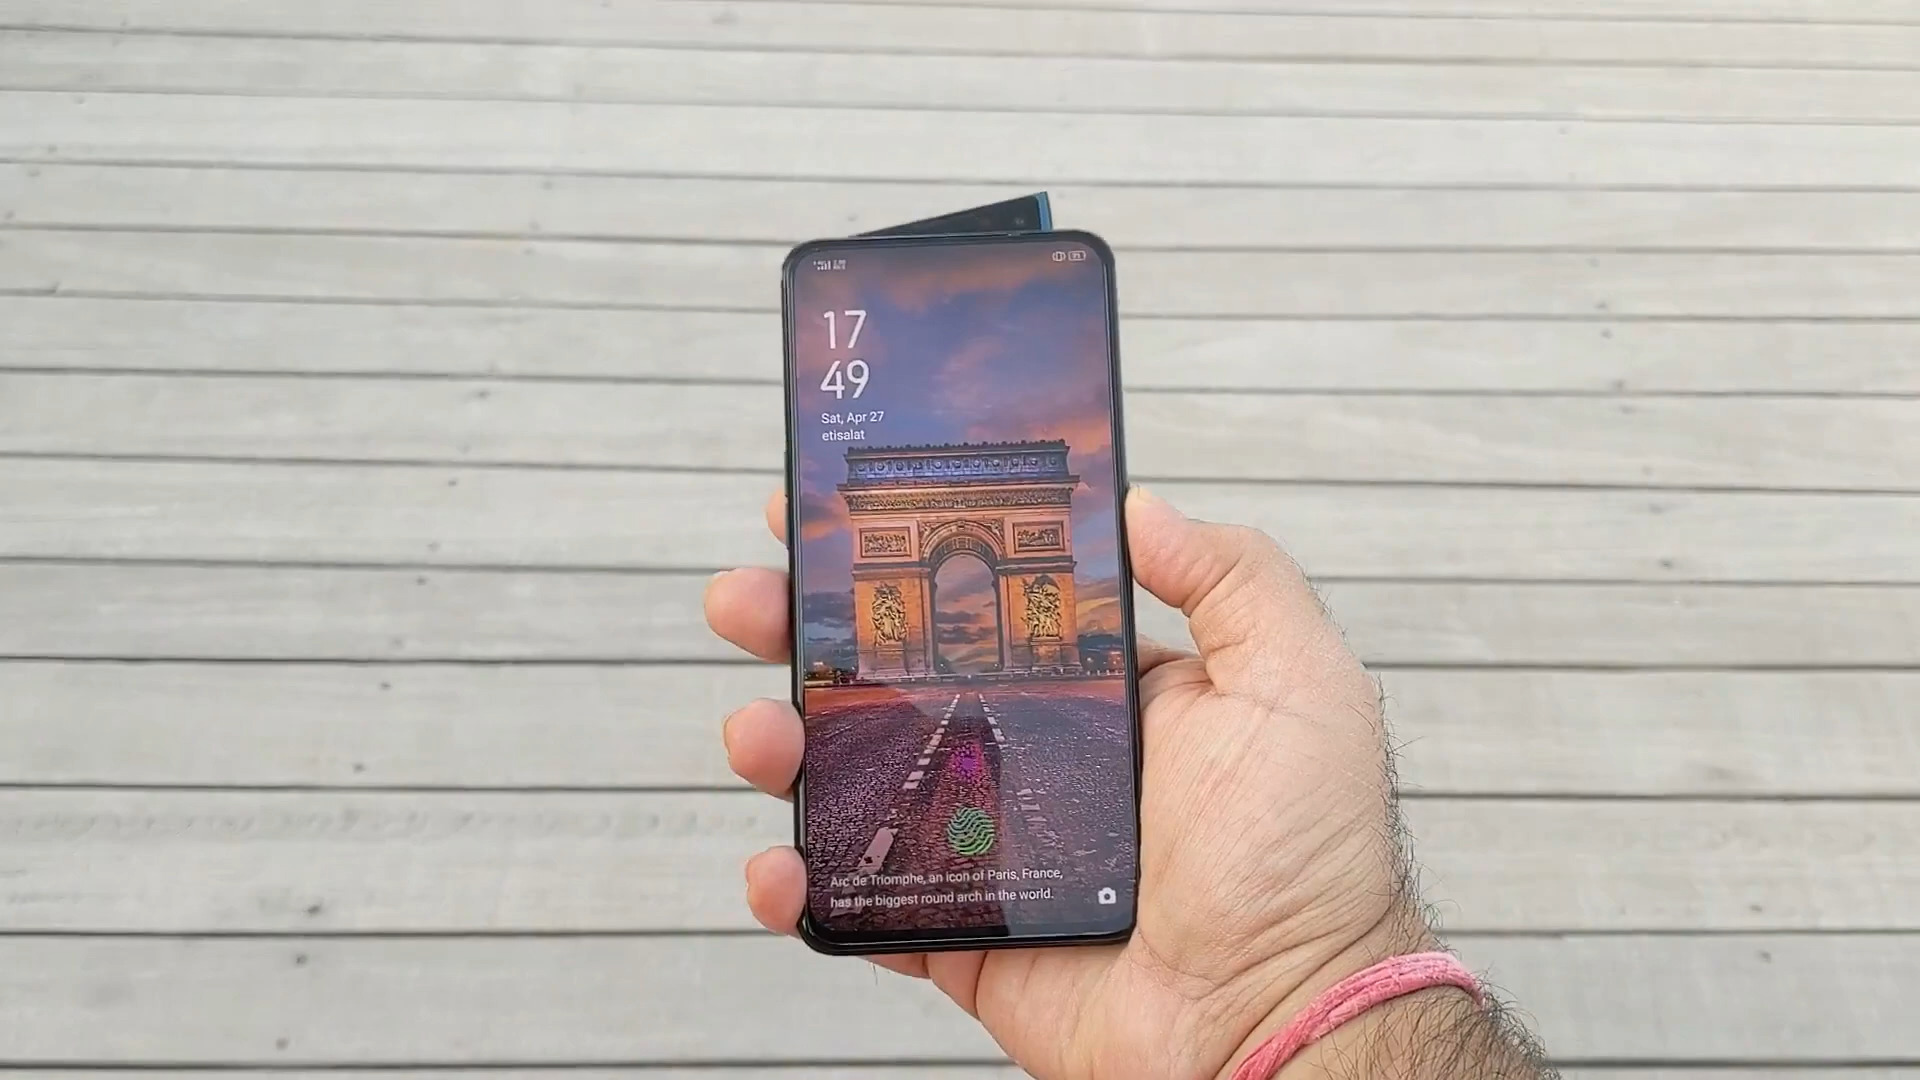 17
49
Sat, Apr 27
etisalat
Arc de Triomphe, an icon of Paris, France,
has the biggest round arch in the world.